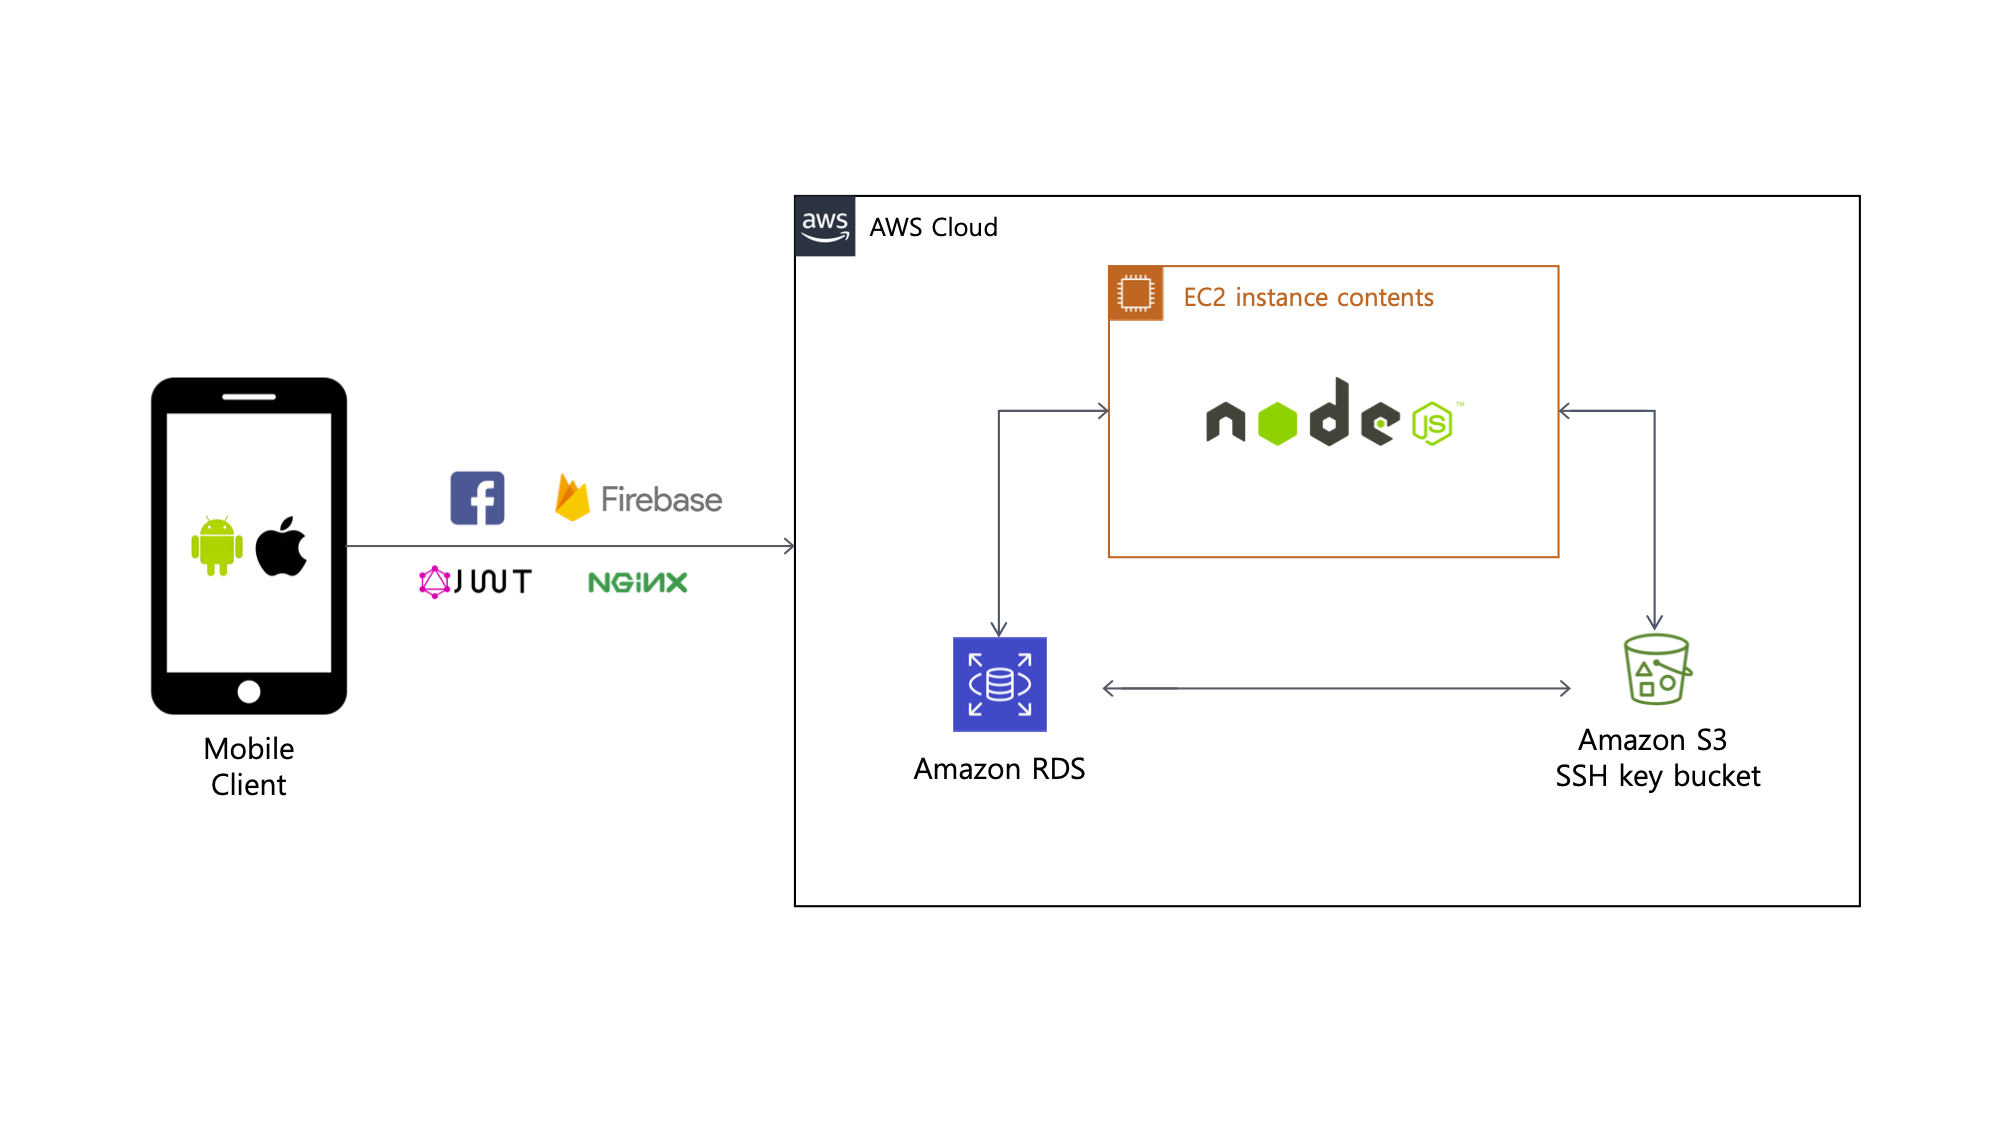 aws
AWS Cloud
EC2 instance contents
node
JS
™
f
Firebase
JWT
NGINX
Mobile
Client
Amazon RDS
Amazon S3
SSH key bucket